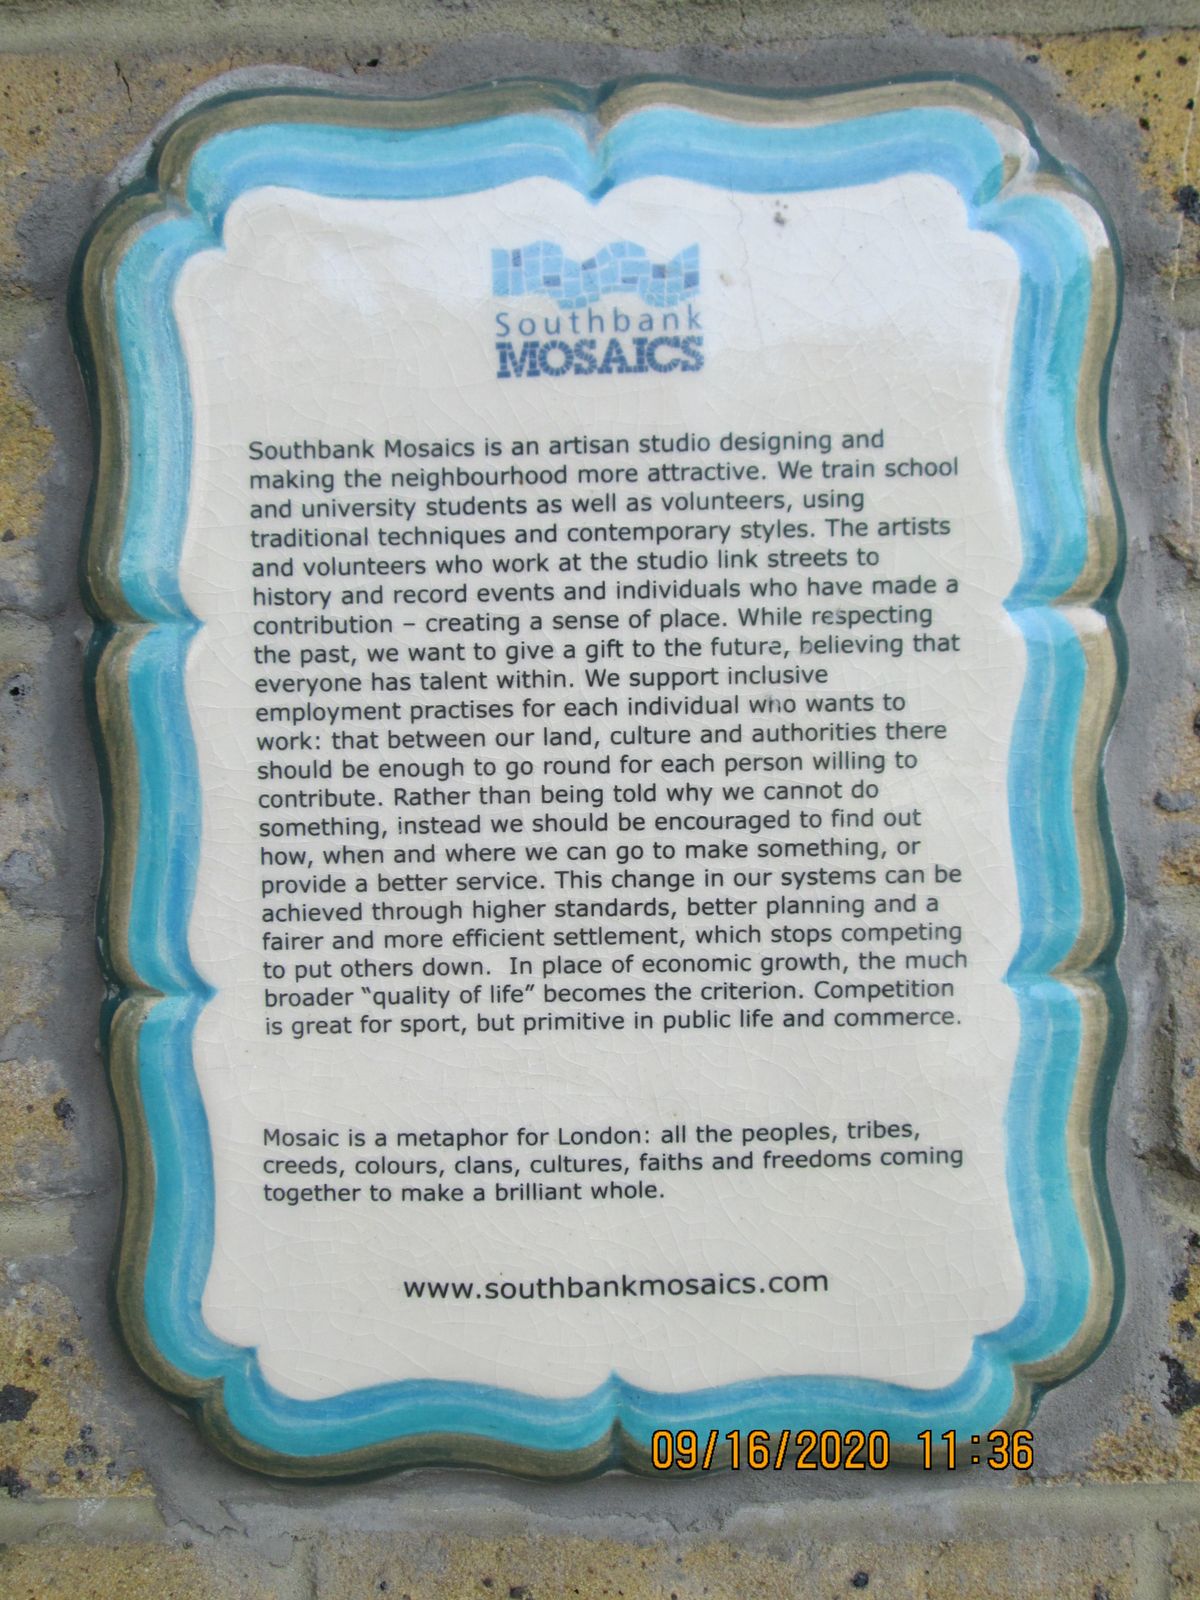 Southbank
MOSAICS
Southbank Mosaics is an artisan studio designing and
making the neighbourhood more attractive. We train school
and university students as well as volunteers, using
traditional techniques and contemporary styles. The artists
and volunteers who work at the studio link streets to
history and record events and individuals who have made a
contribution – creating a sense of place. While respecting
the past, we want to give a gift to the future, believing that
everyone has talent within. We support inclusive
employment practises for each individual who wants to
work: that between our land, culture and authorities there
should be enough to go round for each person willing to
contribute. Rather than being told why we cannot do
something, instead we should be encouraged to find out
how, when and where we can go to make something, or
provide a better service. This change in our systems can be
achieved through higher standards, better planning and a
fairer and more efficient settlement, which stops competing
to put others down. In place of economic growth, the much
broader “quality of life” becomes the criterion. Competition
is great for sport, but primitive in public life and commerce.
Mosaic is a metaphor for London: all the peoples, tribes,
creeds, colours, clans, cultures, faiths and freedoms coming
together to make a brilliant whole.
www.southbankmosaics.com
09/16/2020 11:36